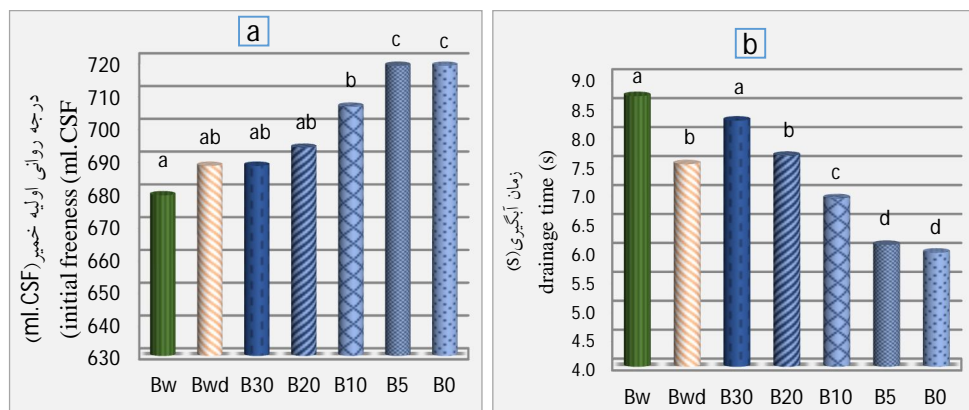 a
درجه روانی اولیه خمیر(ml.CSF)
(initial freeness (ml.CSF
720
710
700
690
680
670
660
650
640
630
a
ab
ab
ab
b
c
c
Bw Bwd B30 B20 B10 B5 B0
b
زمان آبگیری(s)
drainage time (s)
9.0
8.5
8.0
7.5
7.0
6.5
6.0
5.5
5.0
4.5
4.0
a
b
a
b
c
d
d
Bw Bwd B30 B20 B10 B5 B0